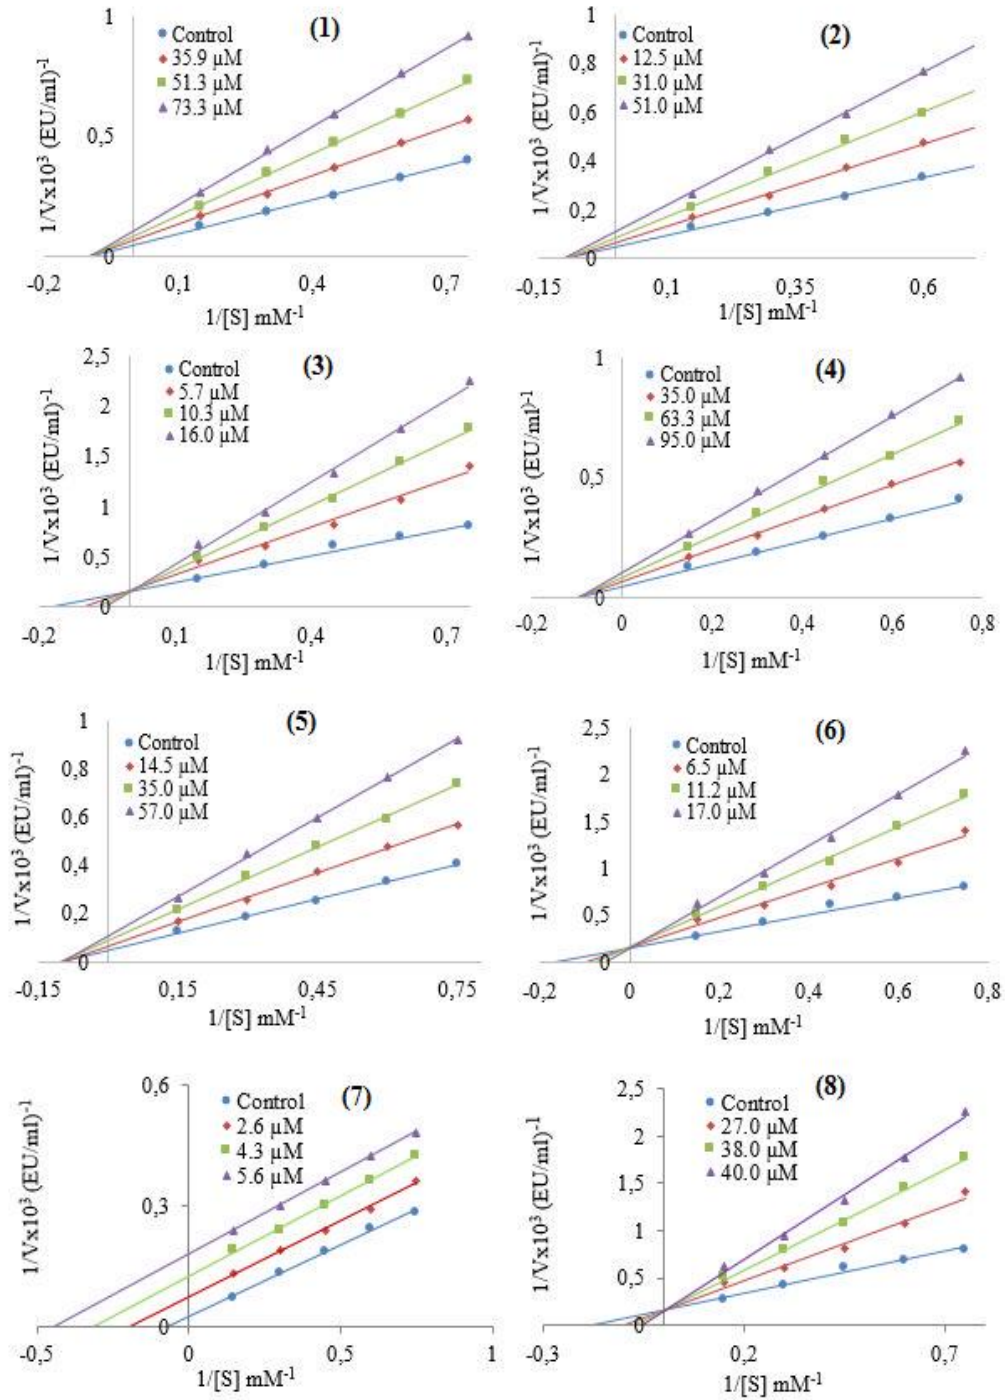 (1)
1/Vx10³ (EU/ml)⁻¹
Control
35.9 µM
51.3 µM
73.3 µM
1
0,5
0
-0,2
0,1
0,4
0,7
1/[S] mM⁻¹
(2)
1/Vx10³ (EU/ml)⁻¹
Control
12.5 µM
31.0 µM
51.0 µM
1
0,8
0,6
0,4
0,2
0
-0,15
0,1
0,35
0,6
1/[S] mM⁻¹
(3)
1/Vx10³ (EU/ml)⁻¹
Control
5.7 µM
10.3 µM
16.0 µM
2,5
2
1,5
1
0,5
0
-0,2
0,1
0,4
0,7
1/[S] mM⁻¹
(4)
1/Vx10³ (EU/ml)⁻¹
Control
35.0 µM
63.3 µM
95.0 µM
1
0,5
0
-0,2
0
0,2
0,4
0,6
0,8
1/[S] mM⁻¹
(5)
1/Vx10³ (EU/ml)⁻¹
Control
14.5 µM
35.0 µM
57.0 µM
1
0,8
0,6
0,4
0,2
0
-0,15
0,15
0,45
0,75
1/[S] mM⁻¹
(6)
1/Vx10³ (EU/ml)⁻¹
Control
6.5 µM
11.2 µM
17.0 µM
2,5
2
1,5
1
0,5
0
-0,2
0
0,2
0,4
0,6
0,8
1/[S] mM⁻¹
(7)
1/Vx10³ (EU/ml)⁻¹
Control
2.6 µM
4.3 µM
5.6 µM
0,6
0,3
0
-0,5
0
0,5
1
1/[S] mM⁻¹
(8)
1/Vx10³ (EU/ml)⁻¹
Control
27.0 µM
38.0 µM
40.0 µM
2,5
2
1,5
1
0,5
0
-0,3
0,2
0,7
1/[S] mM⁻¹